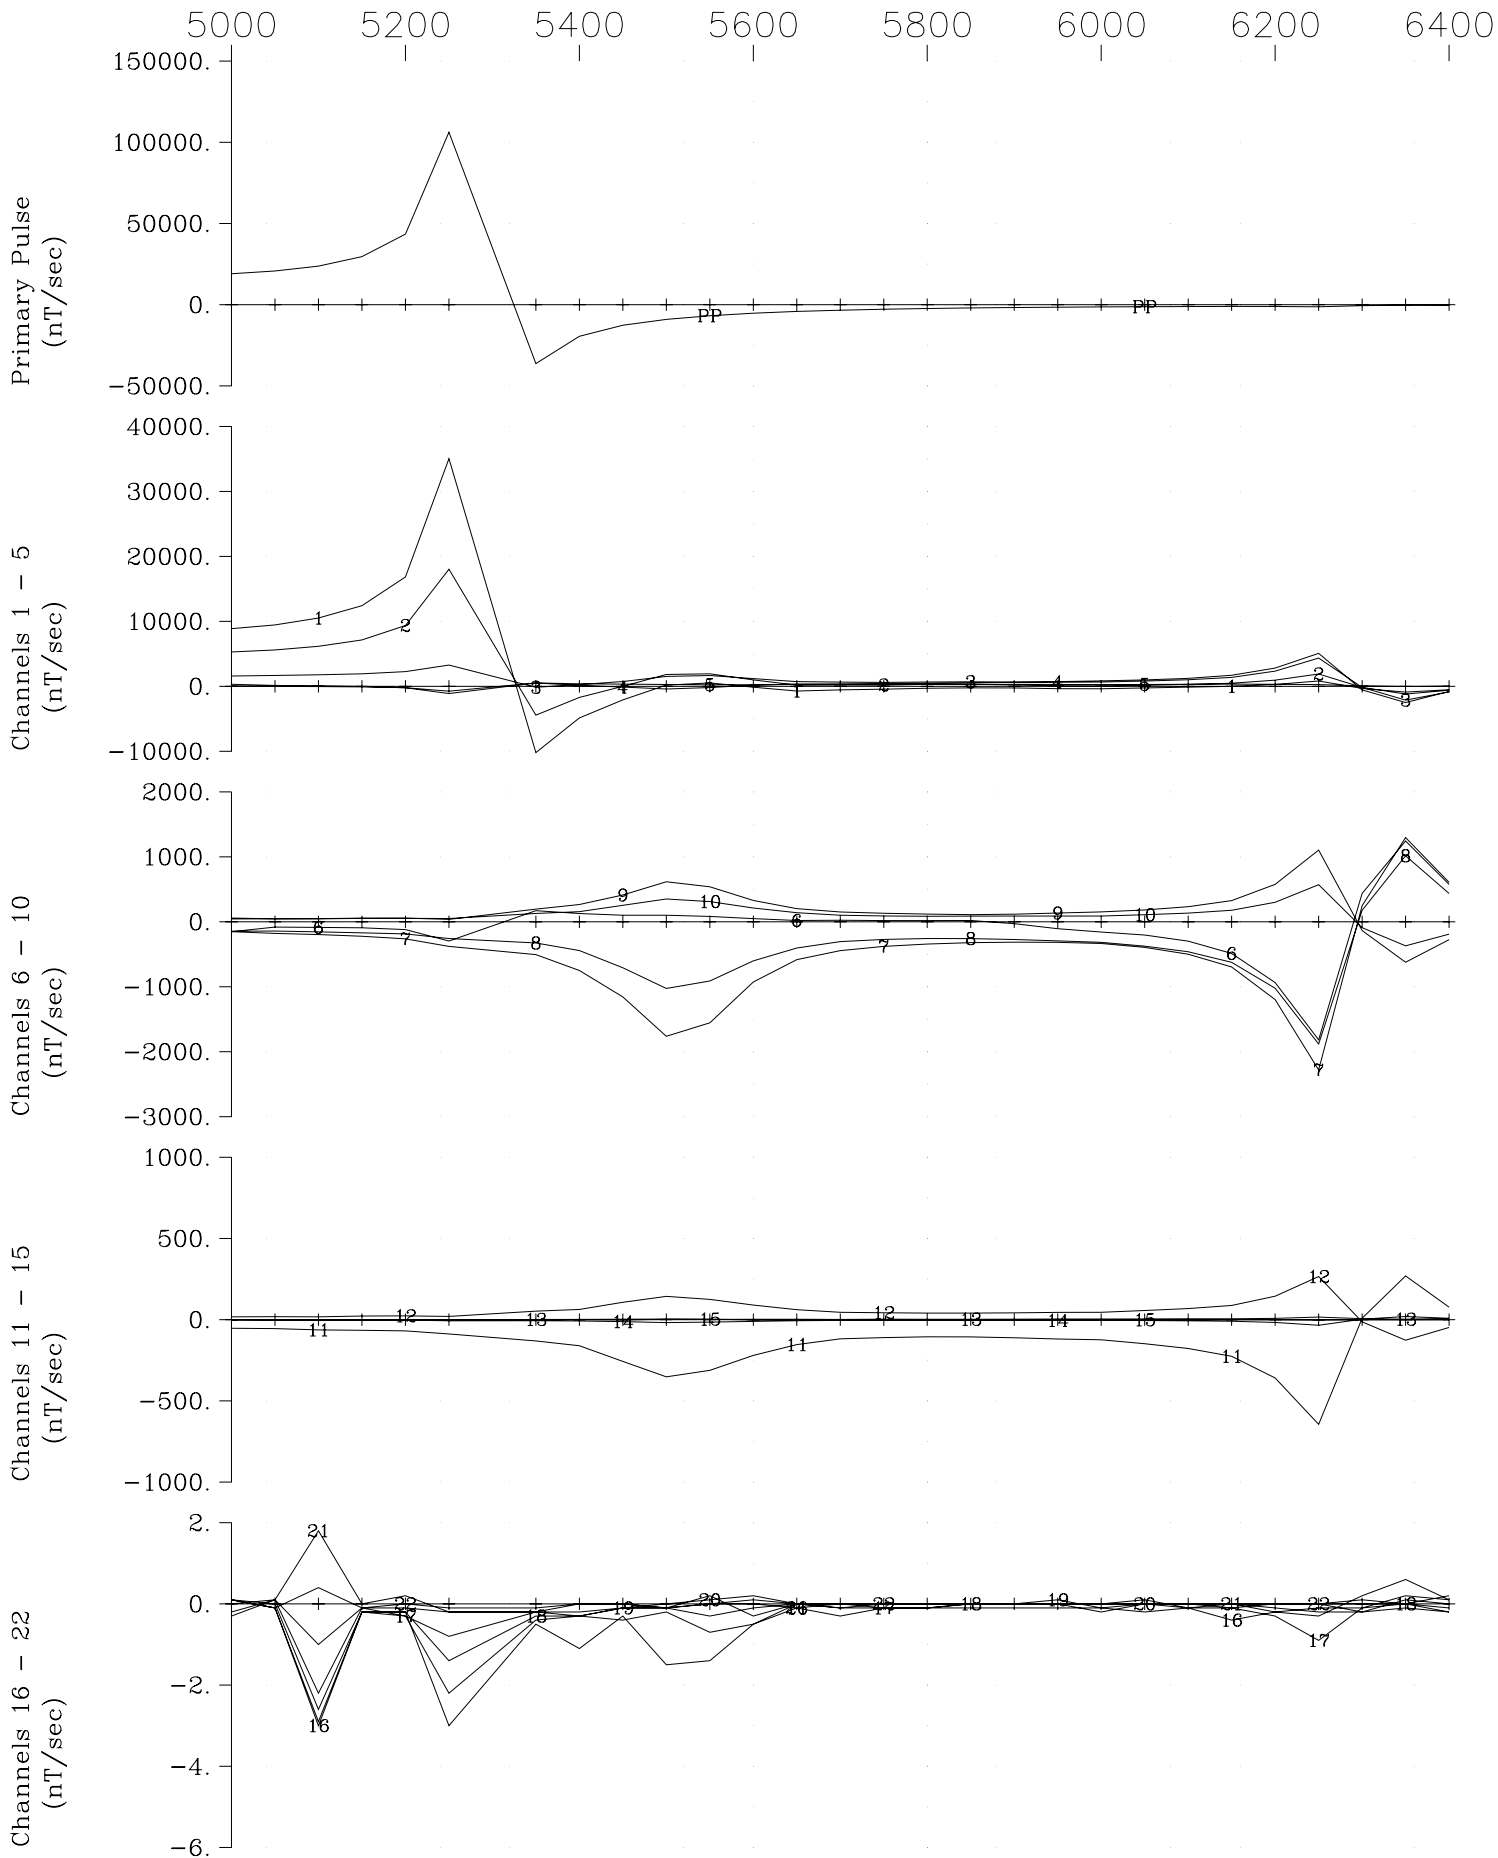 5000 5200 5400 5600 5800 6000 6200 6400
150000.
100000.
50000.
0.
−50000.
Primary Pulse
(nT/sec)
PP PP
40000.
30000.
20000.
10000.
0.
−10000.
Channels 1 − 5
(nT/sec)
1 2 3 4 5 1 2 3 4 5 1 2 3
2000.
1000.
0.
−1000.
−2000.
−3000.
Channels 6 − 10
(nT/sec)
6 7 8 9 10 6 7 8 9 10 6 7 8
1000.
500.
0.
−500.
−1000.
Channels 11 − 15
(nT/sec)
11 12 13 14 15 11 12 13 14 15 11 12 13
2.
0.
−2.
−4.
−6.
Channels 16 − 22
(nT/sec)
21 16 22 17 18 19 20 18 19 20 21 16 22 17